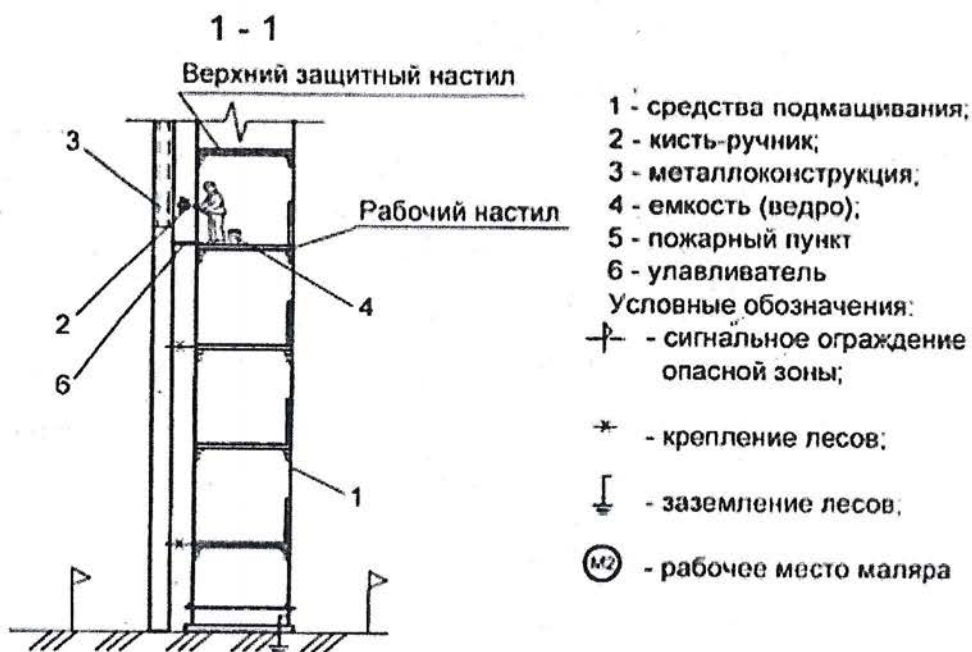 1 - 1
Верхний защитный настил
3
Рабочий настил
2
4
6
1
1 - средства подмащивания;
2 - кисть-ручник;
3 - металлоконструкция;
4 - емкость (ведро);
5 - пожарный пункт
6 - улавливатель
Условные обозначения:
- сигнальное ограждение
опасной зоны;
- крепление лесов;
- заземление лесов;
М2 - рабочее место маляра